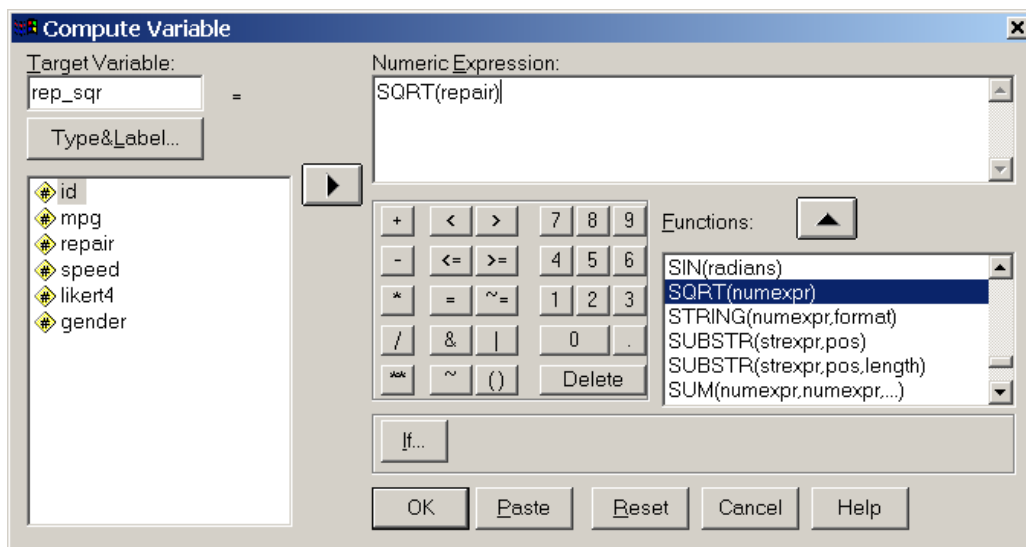 Compute Variable
Target Variable:
rep_sqr
=
Type&Label...
id
mpg
repair
speed
likert4
gender
Numeric Expression:
SQRT(repair)
+ < > 7 8 9
- <= >= 4 5 6
* = ~= 1 2 3
/ & | 0 .
** ~ () Delete
Functions:
SIN(radians)
SQRT(numexpr)
STRING(numexpr,format)
SUBSTR(strexpr,pos)
SUBSTR(strexpr,pos,length)
SUM(numexpr,numexpr,...)
If...
OK Paste Reset Cancel Help